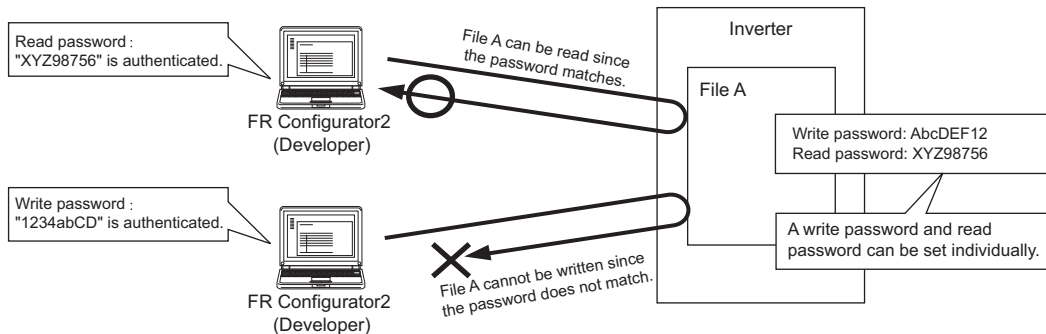 Read password :
"XYZ98756" is authenticated.
FR Configurator2
(Developer)
File A can be read since
the password matches.
Inverter
File A
Write password: AbcDEF12
Read password: XYZ98756
A write password and read
password can be set individually.
Write password :
"1234abCD" is authenticated.
FR Configurator2
(Developer)
File A cannot be written since
the password does not match.